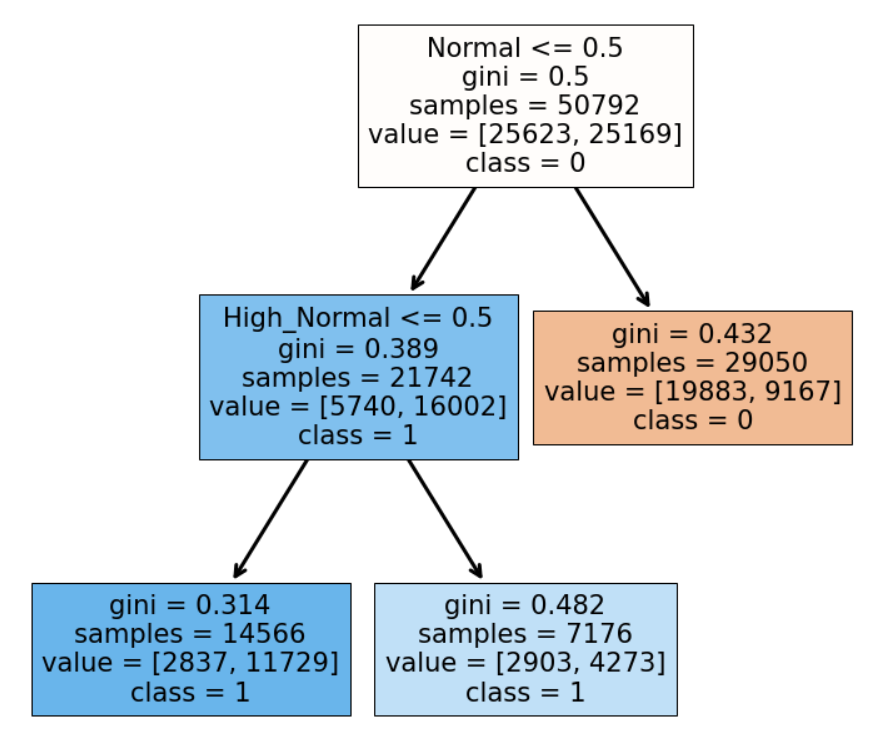 Normal <= 0.5
gini = 0.5
samples = 50792
value = [25623, 25169]
class = 0
High_Normal <= 0.5
gini = 0.389
samples = 21742
value = [5740, 16002]
class = 1
gini = 0.432
samples = 29050
value = [19883, 9167]
class = 0
gini = 0.314
samples = 14566
value = [2837, 11729]
class = 1
gini = 0.482
samples = 7176
value = [2903, 4273]
class = 1